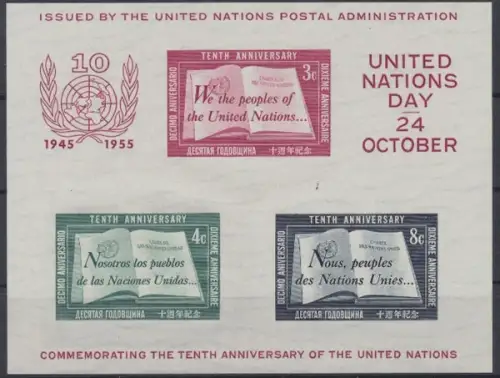 ISSUED BY THE UNITED NATIONS POSTAL ADMINISTRATION
10
1945 1955
TENTH ANNIVERSARY
DECIMO ANIVERSARIO
3c
We the peoples of
the United Nations...
DIXIEME ANNIVERSAIRE
ДЕСЯТАЯ ГОДОВЩИНА 十週年紀念
UNITED
NATIONS
DAY
24
OCTOBER
TENTH ANNIVERSARY
DECIMO ANIVERSARIO
4c
Nosotros los pueblos
de las Naciones Unidas...
DIXIEME ANNIVERSAIRE
ДЕСЯТАЯ ГОДОВЩИНА 十週年紀念
TENTH ANNIVERSARY
DECIMO ANIVERSARIO
8c
Nous, peuples
des Nations Unies...
DIXIEME ANNIVERSAIRE
ДЕСЯТАЯ ГОДОВЩИНА 十週年紀念
COMMEMORATING THE TENTH ANNIVERSARY OF THE UNITED NATIONS